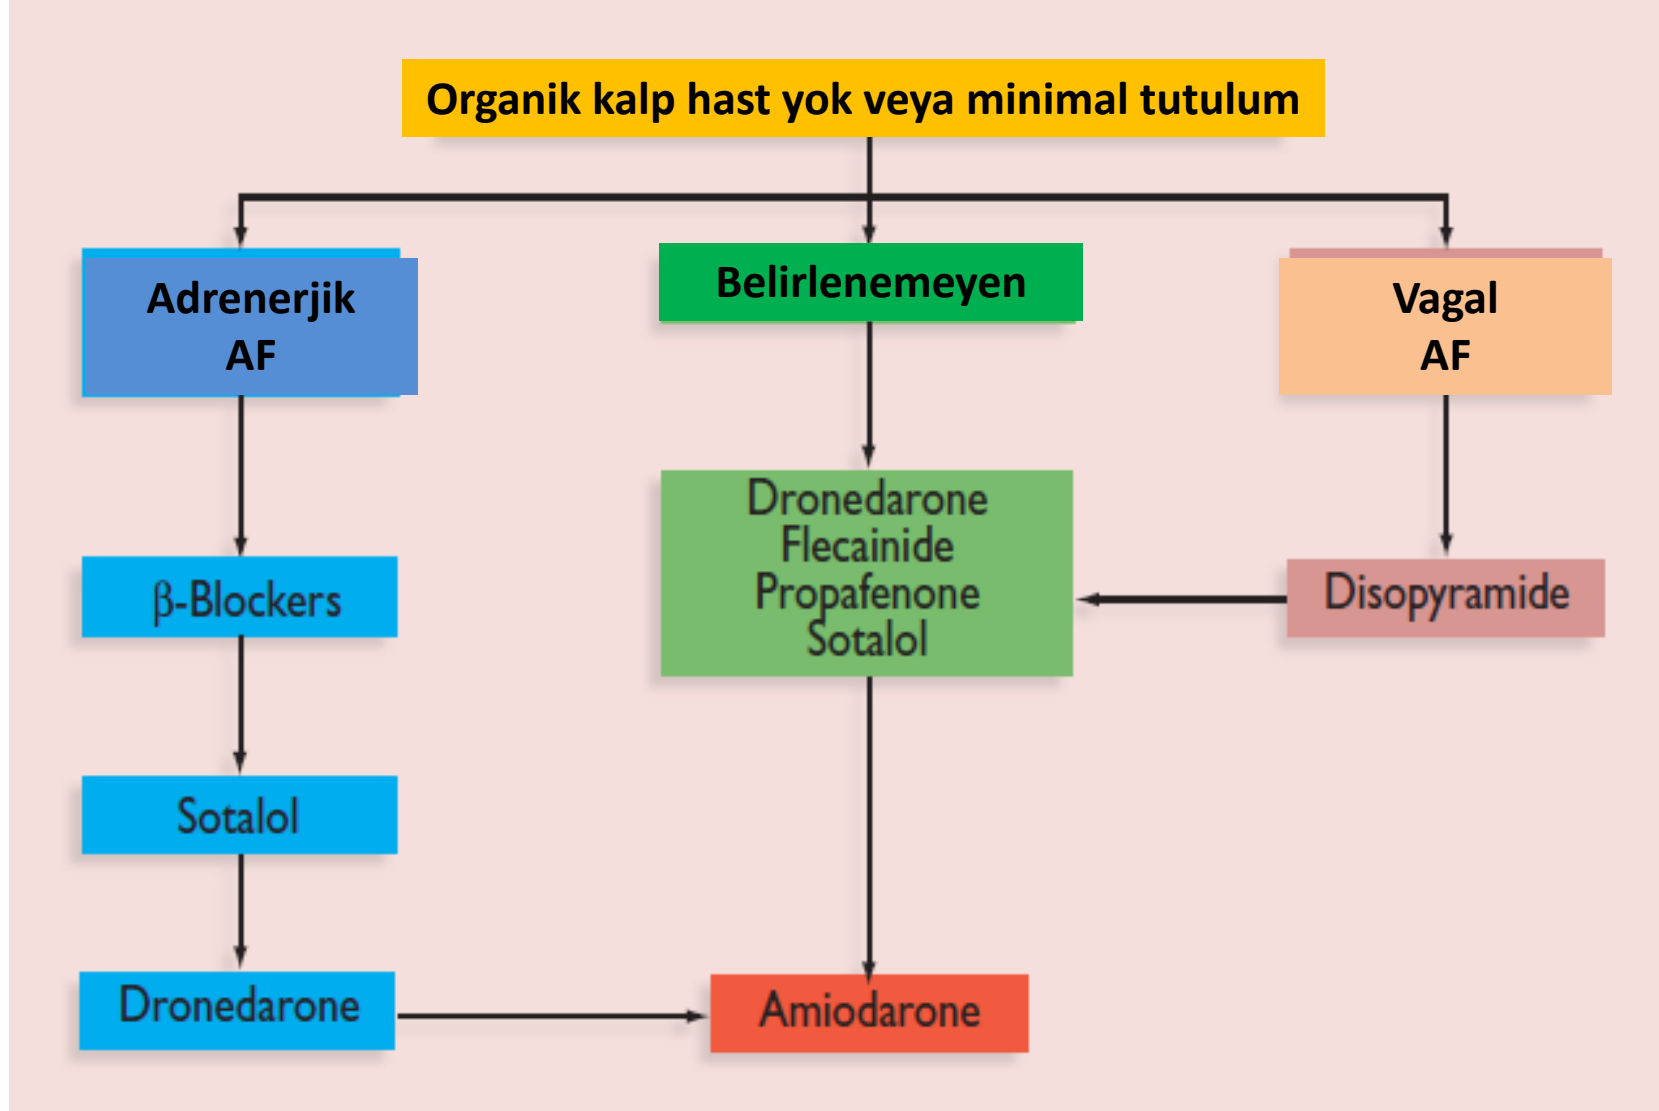 Organik kalp hast yok veya minimal tutulum
Adrenerjik
AF
Belirlenemeyen
Vagal
AF
β-Blockers
Dronedarone
Flecainide
Propafenone
Sotalol
Disopyramide
Sotalol
Dronedarone
Amiodarone